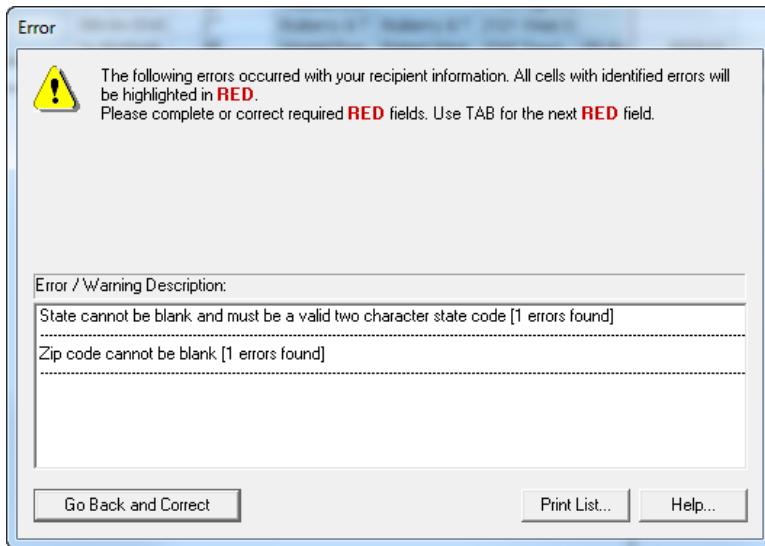 Error
The following errors occurred with your recipient information. All cells with identified errors will
be highlighted in RED.
Please complete or correct required RED fields. Use TAB for the next RED field.
Error / Warning Description:
State cannot be blank and must be a valid two character state code [1 errors found]
Zip code cannot be blank [1 errors found]
Go Back and Correct
Print List...
Help...